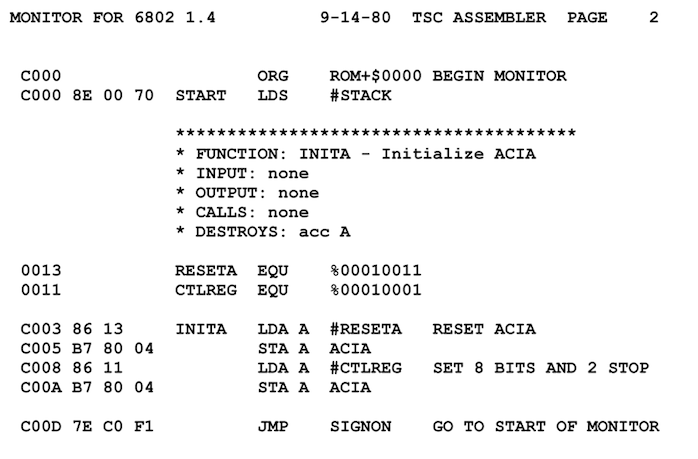 MONITOR FOR 6802 1.4          9-14-80  TSC ASSEMBLER  PAGE    2
C000                   ORG    ROM+$0000 BEGIN MONITOR
C000 8E 00 70  START   LDS    #STACK
***************************************
* FUNCTION: INITA - Initialize ACIA
* INPUT: none
* OUTPUT: none
* CALLS: none
* DESTROYS: acc A
0013           RESETA  EQU    %00010011
0011           CTLREG  EQU    %00010001
C003 86 13     INITA   LDA A  #RESETA   RESET ACIA
C005 B7 80 04          STA A  ACIA
C008 86 11             LDA A  #CTLREG   SET 8 BITS AND 2 STOP
C00A B7 80 04          STA A  ACIA
C00D 7E C0 F1          JMP    SIGNON    GO TO START OF MONITOR